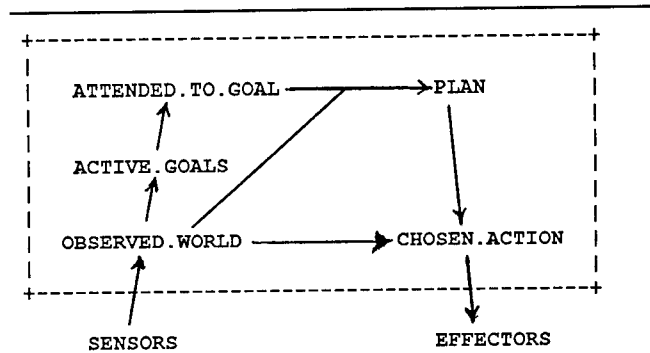 ATTENDED.TO.GOAL PLAN
ACTIVE.GOALS
OBSERVED.WORLD CHOSEN.ACTION
SENSORS EFFECTORS